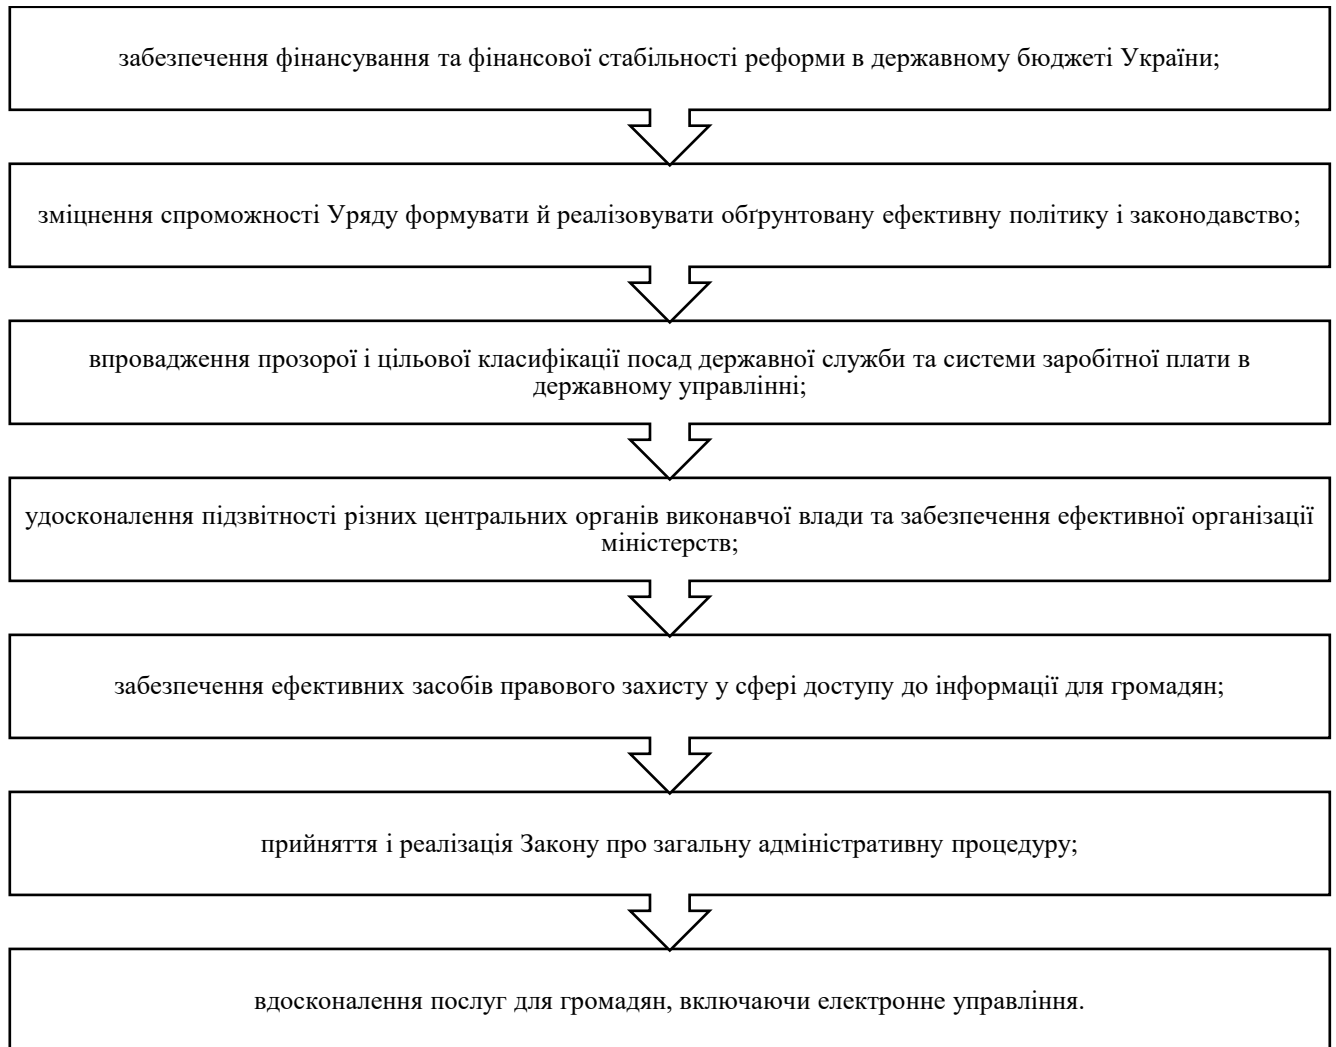 забезпечення фінансування та фінансової стабільності реформи в державному бюджеті України;
зміцнення спроможності Уряду формувати й реалізовувати обґрунтовану ефективну політику і законодавство;
впровадження прозорої і цільової класифікації посад державної служби та системи заробітної плати в
державному управлінні;
удосконалення підзвітності різних центральних органів виконавчої влади та забезпечення ефективної організації
міністерств;
забезпечення ефективних засобів правового захисту у сфері доступу до інформації для громадян;
прийняття і реалізація Закону про загальну адміністративну процедуру;
вдосконалення послуг для громадян, включаючи електронне управління.